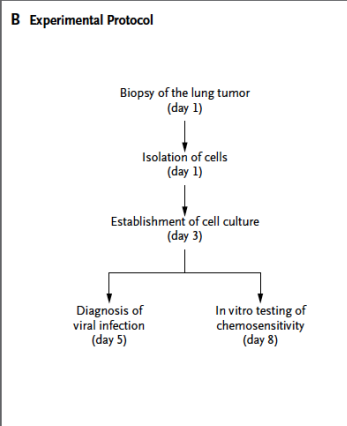 B Experimental Protocol
Biopsy of the lung tumor
(day 1)
Isolation of cells
(day 1)
Establishment of cell culture
(day 3)
Diagnosis of
viral infection
(day 5)
In vitro testing of
chemosensitivity
(day 8)